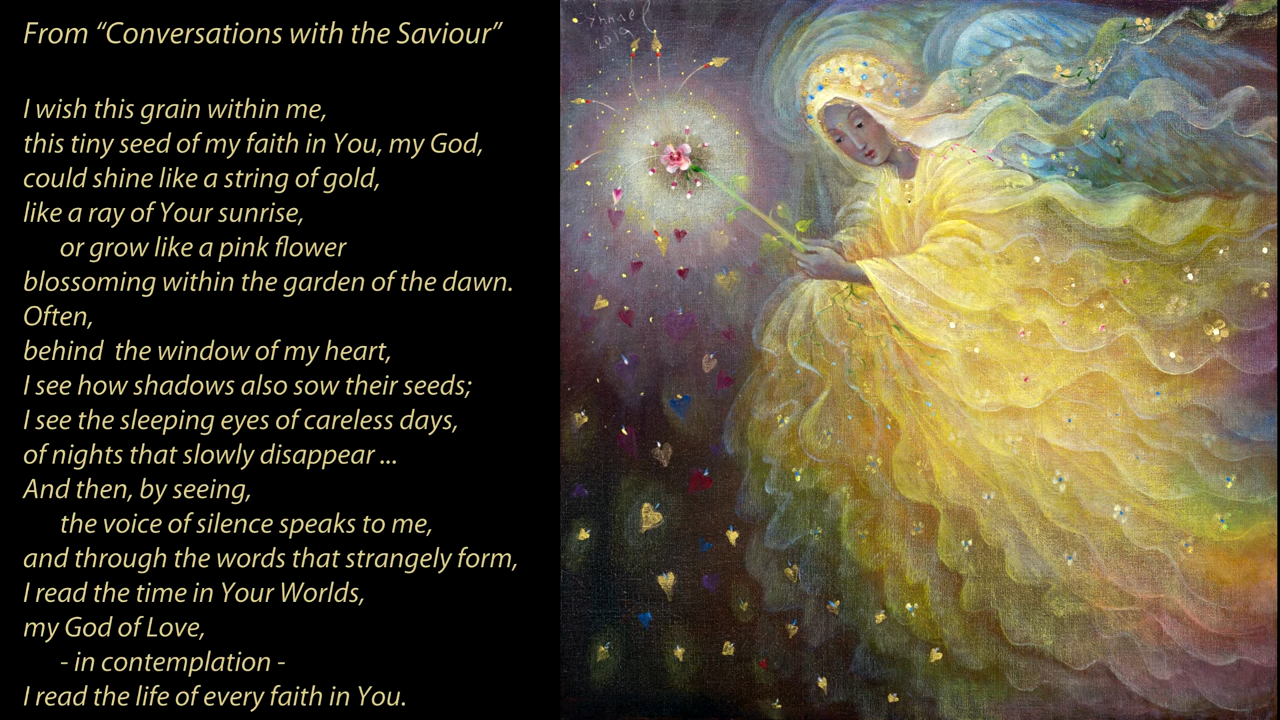 From “Conversations with the Saviour”
I wish this grain within me,
this tiny seed of my faith in You, my God,
could shine like a string of gold,
like a ray of Your sunrise,
or grow like a pink flower
blossoming within the garden of the dawn.
Often,
behind the window of my heart,
I see how shadows also sow their seeds;
I see the sleeping eyes of careless days,
of nights that slowly disappear ...
And then, by seeing,
the voice of silence speaks to me,
and through the words that strangely form,
I read the time in Your Worlds,
my God of Love,
- in contemplation -
I read the life of every faith in You.
2019